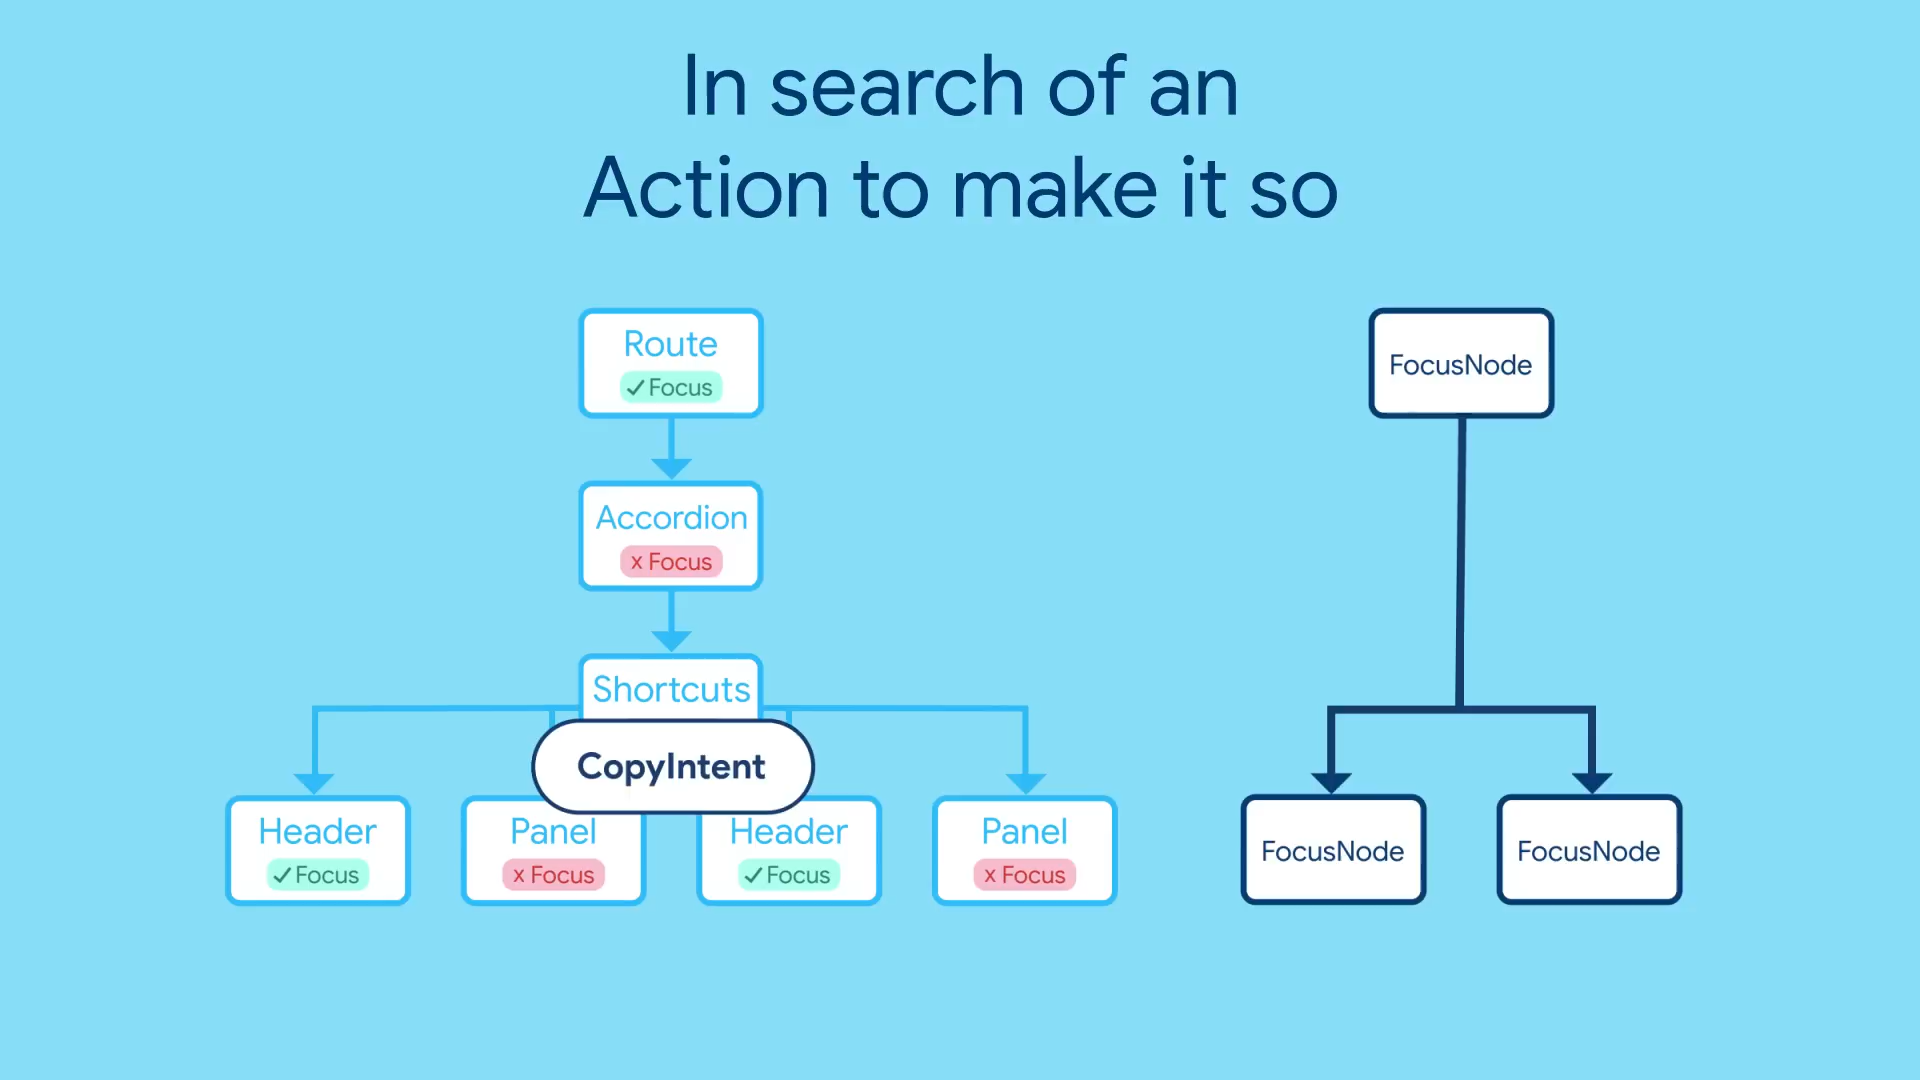 In search of an
Action to make it so
Route
✓ Focus
Accordion
x Focus
Shortcuts
CopyIntent
Header
✓ Focus
Panel
x Focus
Header
✓ Focus
Panel
x Focus
FocusNode
FocusNode
FocusNode